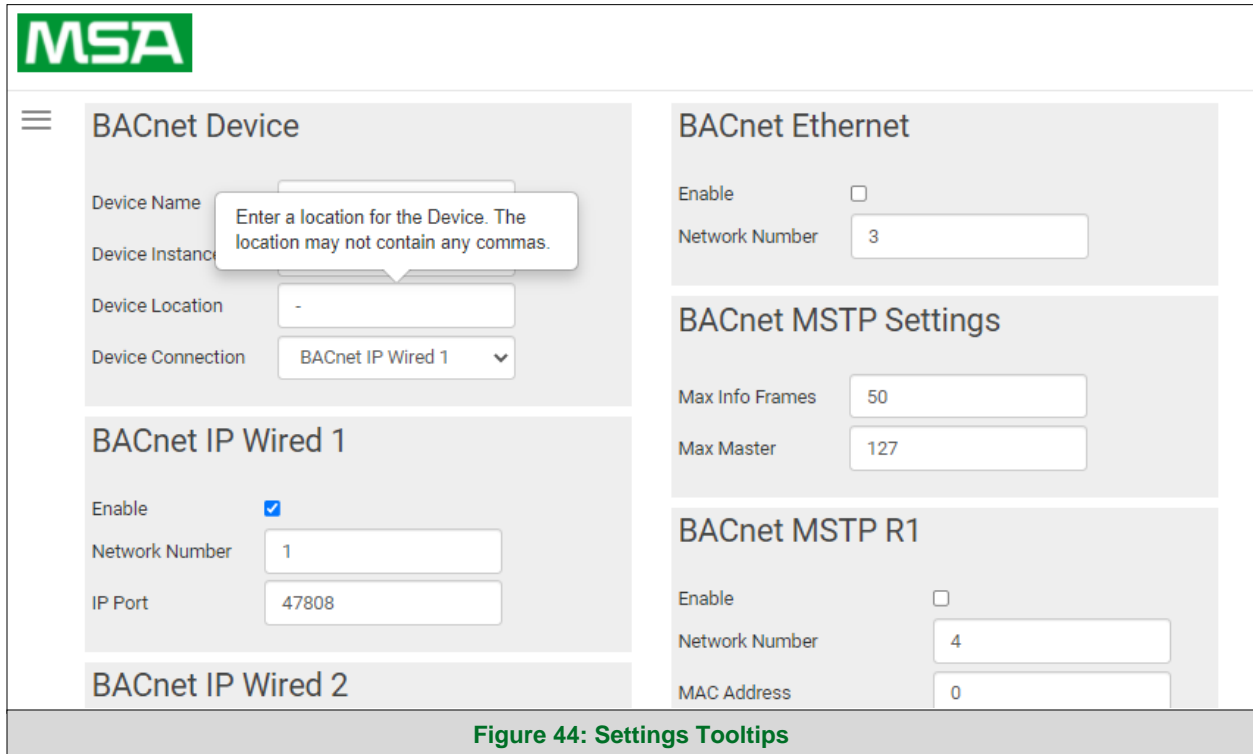 MSA
BACnet Device
Device Name
Enter a location for the Device. The
location may not contain any commas.
Device Instance
Device Location
-
Device Connection
BACnet IP Wired 1
BACnet IP Wired 1
Enable
Network Number
1
IP Port
47808
BACnet IP Wired 2
BACnet Ethernet
Enable
Network Number
3
BACnet MSTP Settings
Max Info Frames
50
Max Master
127
BACnet MSTP R1
Enable
Network Number
4
MAC Address
0
Figure 44: Settings Tooltips